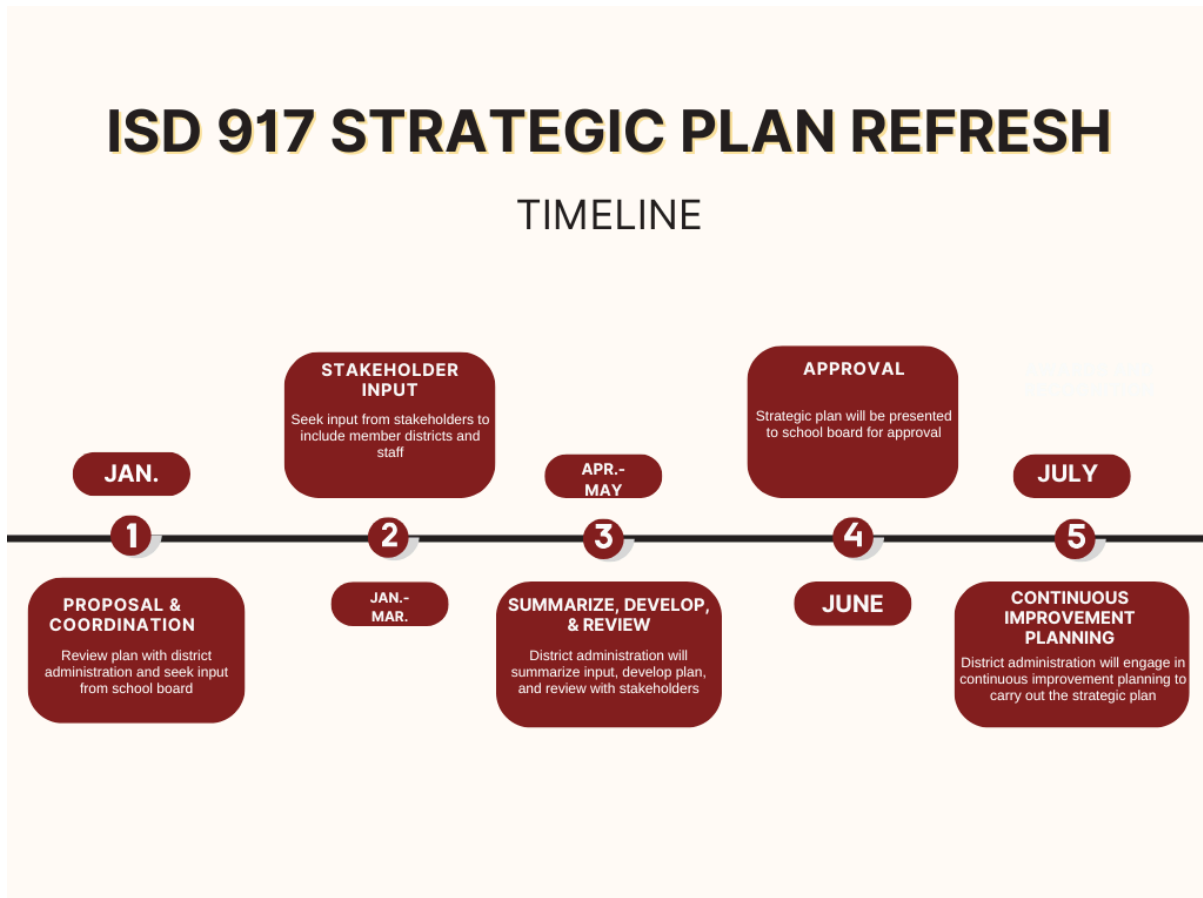 ISD 917 STRATEGIC PLAN REFRESH
TIMELINE
JAN.
1
PROPOSAL &
COORDINATION
Review plan with district
administration and seek input
from school board
STAKEHOLDER
INPUT
Seek input from stakeholders to
include member districts and
staff
2
JAN.-
MAR.
APR.-
MAY
3
SUMMARIZE, DEVELOP,
& REVIEW
District administration will
summarize input, develop plan,
and review with stakeholders
APPROVAL
Strategic plan will be presented
to school board for approval
4
JUNE
JULY
5
CONTINUOUS
IMPROVEMENT
PLANNING
District administration will engage in
continuous improvement planning to
carry out the strategic plan